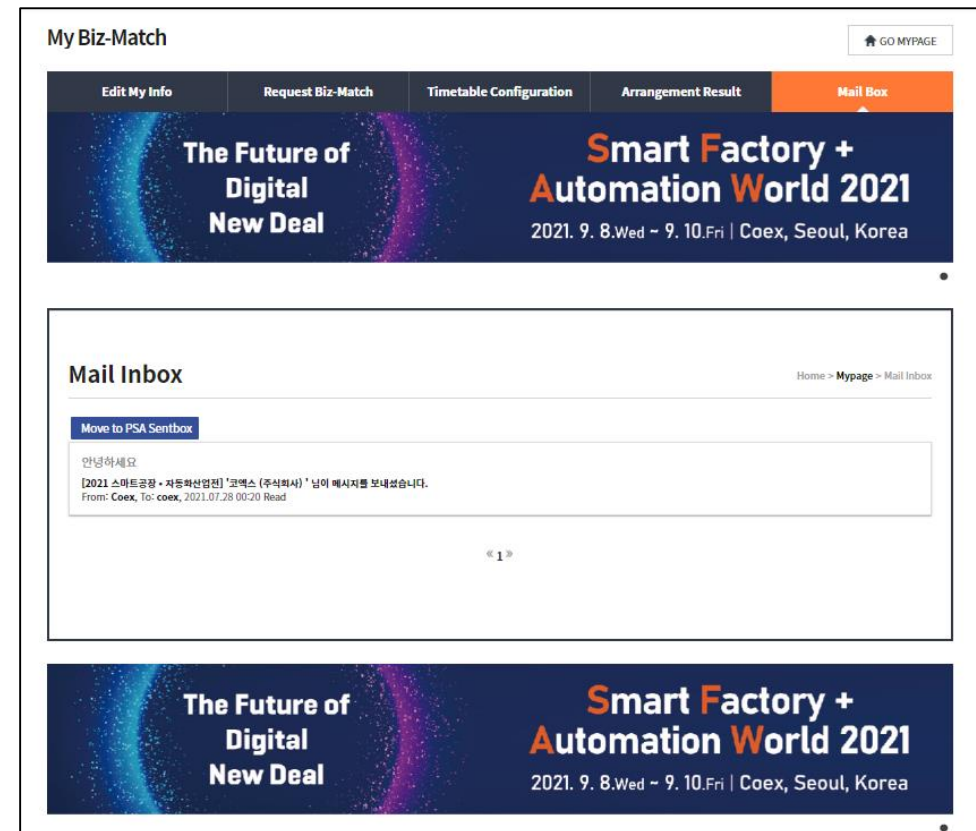 My Biz-Match
GO MYPAGE
Edit My Info
Request Biz-Match
Timetable Configuration
Arrangement Result
Mail Box
The Future of
Digital
New Deal
Smart Factory +
Automation World 2021
2021. 9. 8.Wed ~ 9. 10.Fri | Coex, Seoul, Korea
Mail Inbox
Home > Mypage > Mail Inbox
Move to PSA Sentbox
안녕하세요
[2021 스마트공장 • 자동화산업전] '코엑스 (주식회사) ' 님이 메시지를 보내셨습니다.
From: Coex, To: coex, 2021.07.28 00:20 Read
« 1 »
The Future of
Digital
New Deal
Smart Factory +
Automation World 2021
2021. 9. 8.Wed ~ 9. 10.Fri | Coex, Seoul, Korea